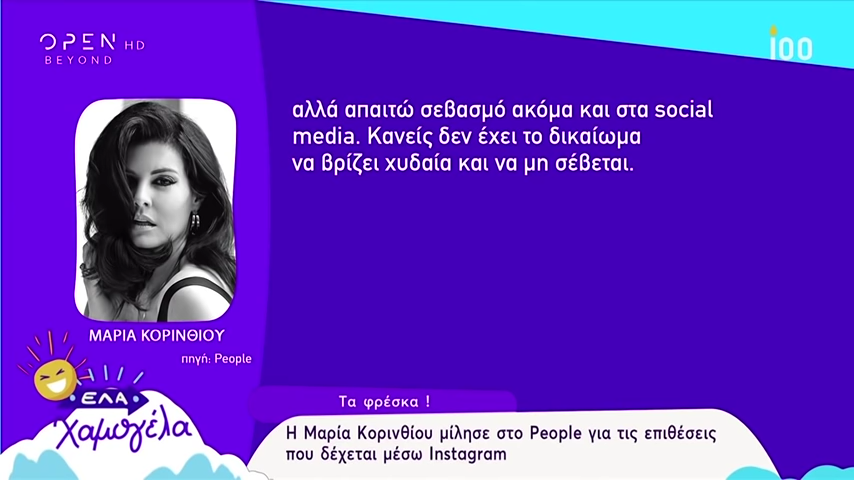 OPEN HD
BEYOND
100
αλλά απαιτώ σεβασμό ακόμα και στα social
media. Κανείς δεν έχει το δικαίωμα
να βρίζει χυδαία και να μη σέβεται.
ΜΑΡΙΑ ΚΟΡΙΝΘΙΟΥ
πηγή: People
ΕΛΑ
χαμογέλα
Τα φρέσκα !
Η Μαρία Κορινθίου μίλησε στο People για τις επιθέσεις
που δέχεται μέσω Instagram